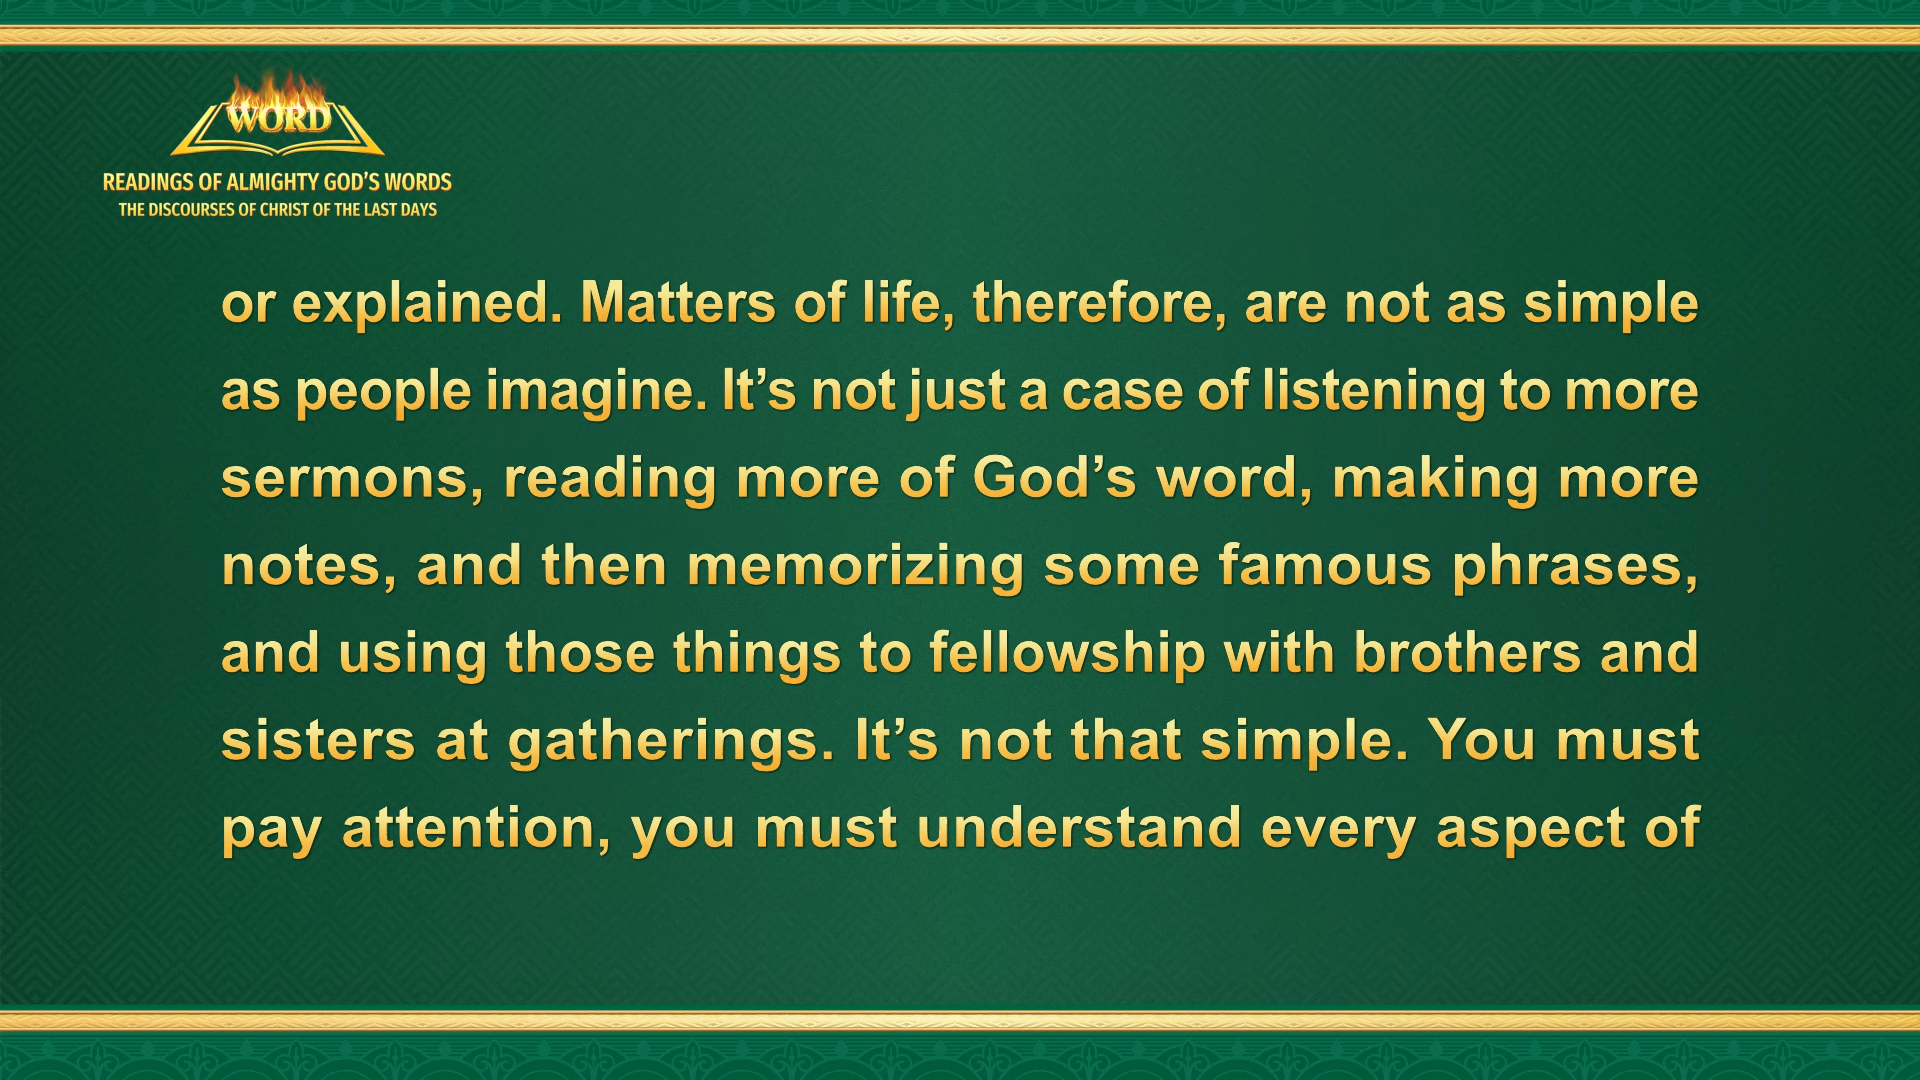 WORD
READINGS OF ALMIGHTY GOD’S WORDS
THE DISCOURSES OF CHRIST OF THE LAST DAYS
or explained. Matters of life, therefore, are not as simple
as people imagine. It’s not just a case of listening to more
sermons, reading more of God’s word, making more
notes, and then memorizing some famous phrases,
and using those things to fellowship with brothers and
sisters at gatherings. It’s not that simple. You must
pay attention, you must understand every aspect of